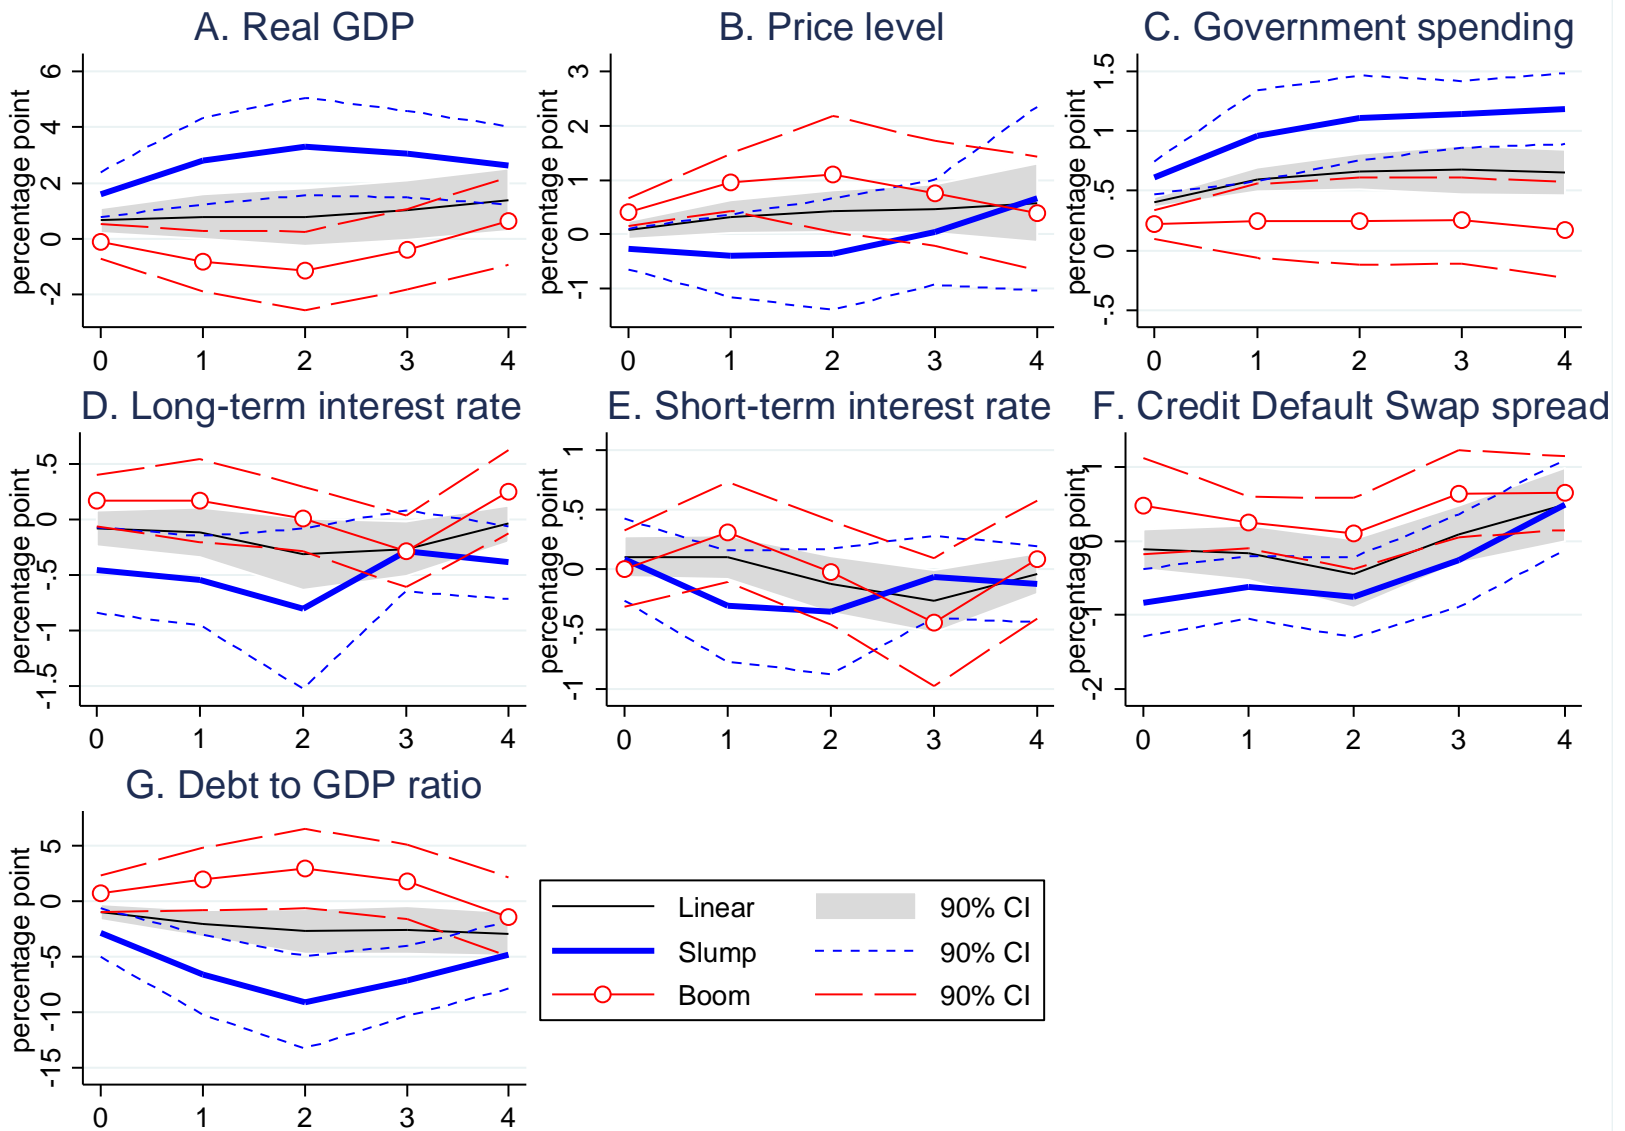 A. Real GDP
percentage point
6
4
2
0
-2
0 1 2 3 4
B. Price level
percentage point
3
2
1
0
-1
0 1 2 3 4
C. Government spending
percentage point
1.5
1
.5
0
-.5
0 1 2 3 4
D. Long-term interest rate
percentage point
.5
0
-.5
-1
-1.5
0 1 2 3 4
E. Short-term interest rate
percentage point
1
.5
0
-.5
-1
0 1 2 3 4
F. Credit Default Swap spread
percentage point
1
0
-1
-2
0 1 2 3 4
G. Debt to GDP ratio
percentage point
5
0
-5
-10
-15
0 1 2 3 4
Linear 90% CI
Slump 90% CI
Boom 90% CI